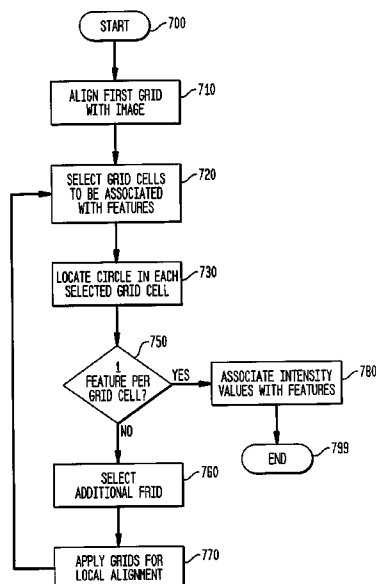 START
700
ALIGN FIRST GRID
WITH IMAGE
710
SELECT GRID CELLS
TO BE ASSOCIATED
WITH FEATURES
720
LOCATE CIRCLE IN EACH
SELECTED GRID CELL
730
750
1
FEATURE PER
GRID CELL?
YES
NO
ASSOCIATE INTENSITY
VALUES WITH FEATURES
780
END
799
SELECT
ADDITIONAL FRID
760
APPLY GRIDS FOR
LOCAL ALIGNMENT
770